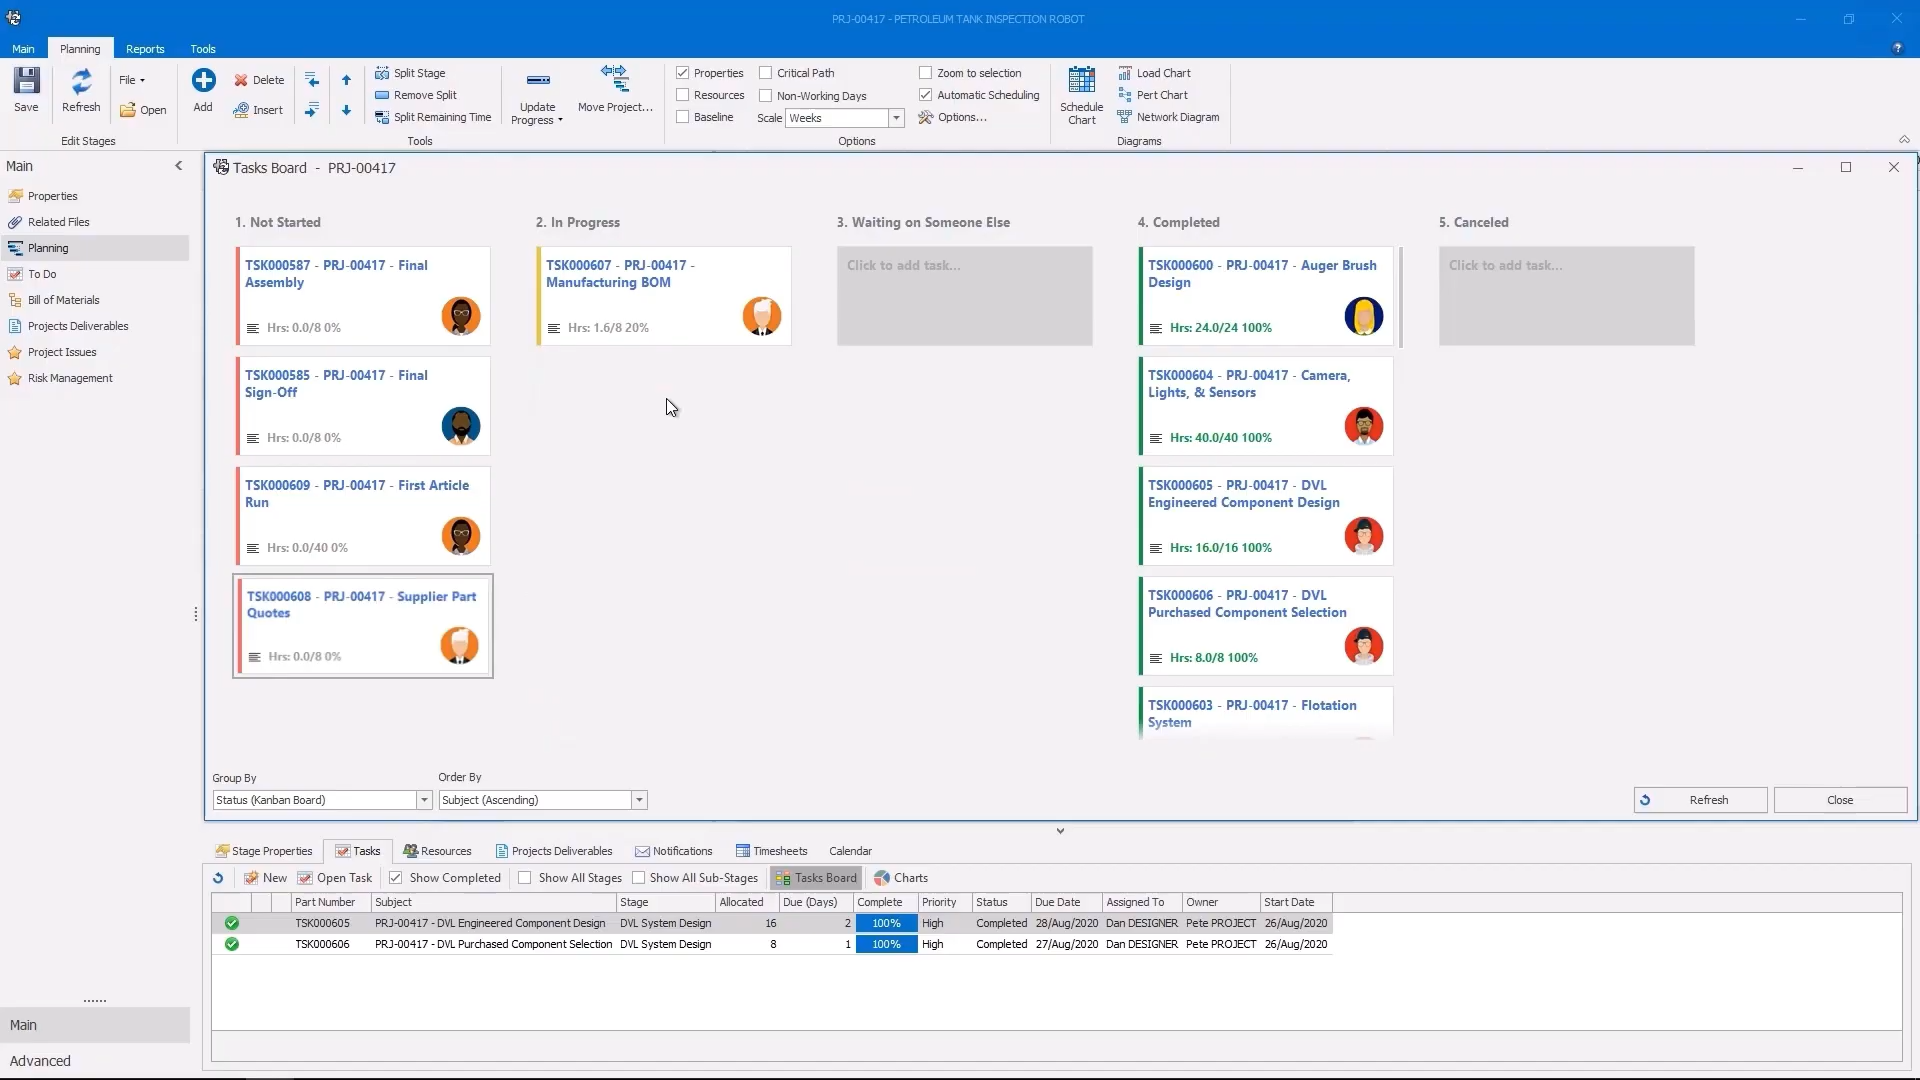 PRJ-00417 - PETROLEUM TANK INSPECTION ROBOT
Main
Planning
Reports
Tools
Save
Refresh
File
Open
Edit Stages
Add
Delete
Insert
Split Stage
Remove Split
Split Remaining Time
Tools
Update
Progress
Move Project...
Properties
Resources
Baseline
Critical Path
Non-Working Days
Scale
Weeks
Zoom to selection
Automatic Scheduling
Options...
Options
Schedule
Chart
Load Chart
Pert Chart
Network Diagram
Diagrams
Main
Properties
Related Files
Planning
To Do
Bill of Materials
Projects Deliverables
Project Issues
Risk Management
Main
Advanced
Tasks Board - PRJ-00417
1. Not Started
TSK000587 - PRJ-00417 - Final
Assembly
Hrs: 0.0/8 0%
TSK000585 - PRJ-00417 - Final
Sign-Off
Hrs: 0.0/8 0%
TSK000609 - PRJ-00417 - First Article
Run
Hrs: 0.0/40 0%
TSK000608 - PRJ-00417 - Supplier Part
Quotes
Hrs: 0.0/8 0%
2. In Progress
TSK000607 - PRJ-00417 -
Manufacturing BOM
Hrs: 1.6/8 20%
3. Waiting on Someone Else
Click to add task...
4. Completed
TSK000600 - PRJ-00417 - Auger Brush
Design
Hrs: 24.0/24 100%
TSK000604 - PRJ-00417 - Camera,
Lights, & Sensors
Hrs: 40.0/40 100%
TSK000605 - PRJ-00417 - DVL
Engineered Component Design
Hrs: 16.0/16 100%
TSK000606 - PRJ-00417 - DVL
Purchased Component Selection
Hrs: 8.0/8 100%
TSK000603 - PRJ-00417 - Flotation
System
5. Canceled
Click to add task...
Group By
Status (Kanban Board)
Order By
Subject (Ascending)
Refresh
Close
Stage Properties
Tasks
Resources
Projects Deliverables
Notifications
Timesheets
Calendar
New
Open Task
Show Completed
Show All Stages
Show All Sub-Stages
Tasks Board
Charts
Part Number Subject Stage Allocated Due (Days) Complete Priority Status Due Date Assigned To Owner Start Date
TSK000605 PRJ-00417 - DVL Engineered Component Design DVL System Design 16 2 100% High Completed 28/Aug/2020 Dan DESIGNER Pete PROJECT 26/Aug/2020
TSK000606 PRJ-00417 - DVL Purchased Component Selection DVL System Design 8 1 100% High Completed 27/Aug/2020 Dan DESIGNER Pete PROJECT 26/Aug/2020